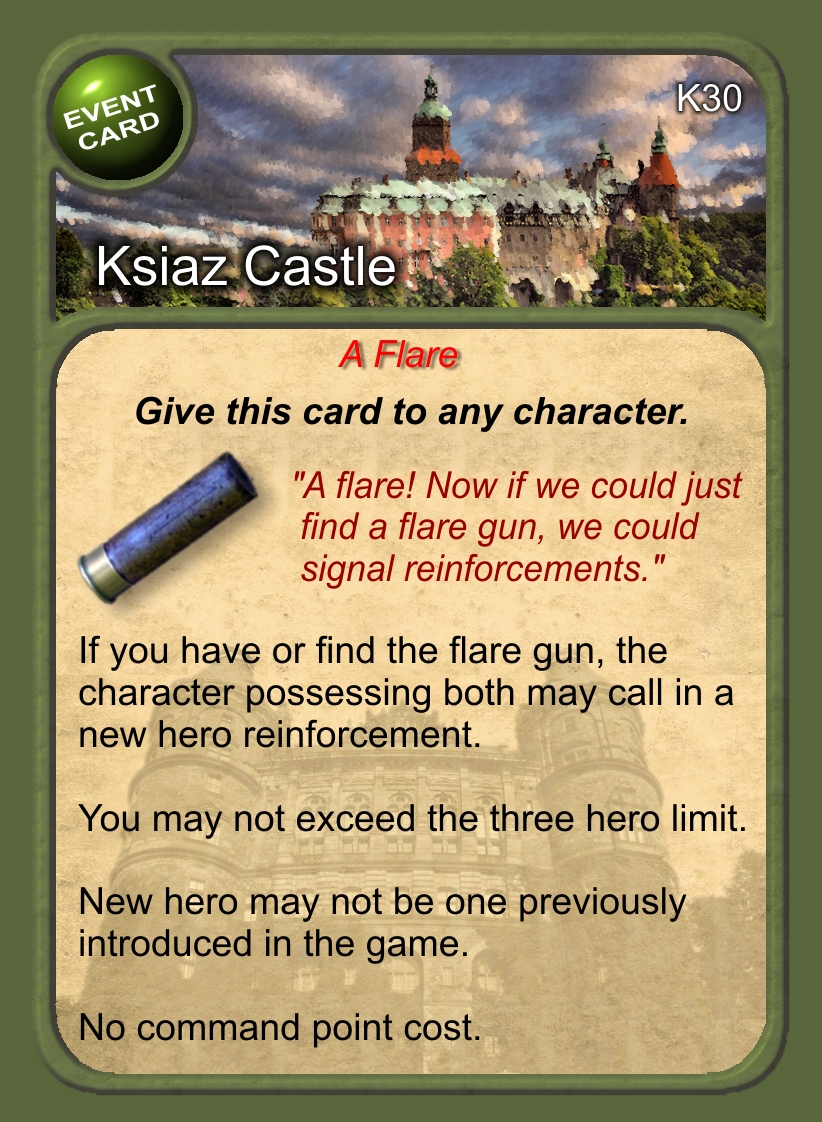 EVENT
CARD
K30
Ksiaz Castle
A Flare
Give this card to any character.
"A flare! Now if we could just
find a flare gun, we could
signal reinforcements."
If you have or find the flare gun, the
character possessing both may call in a
new hero reinforcement.
You may not exceed the three hero limit.
New hero may not be one previously
introduced in the game.
No command point cost.